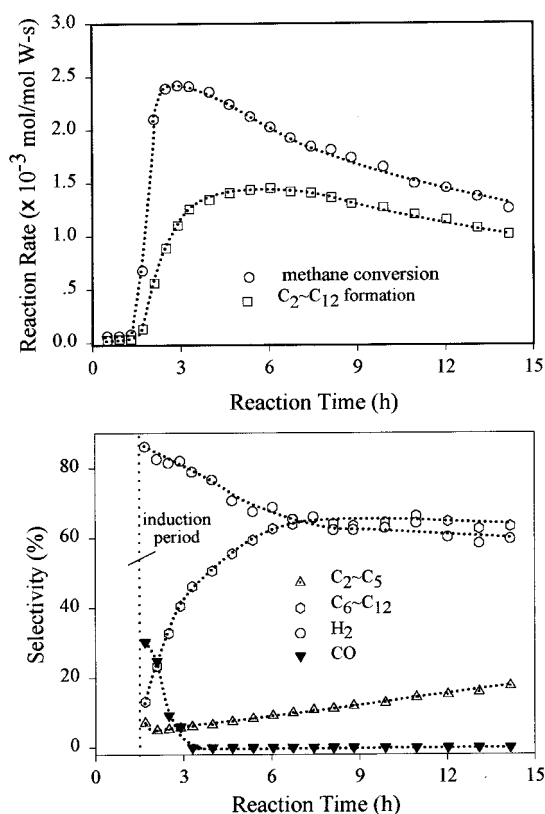 3.0
2.5
2.0
1.5
1.0
.5
0.0
Reaction Rate (x 10⁻³ mol/mol W-s)
methane conversion
C₂~C₁₂ formation
0 3 6 9 12 15
Reaction Time (h)
80
60
40
20
0
Selectivity (%)
induction
period
C₂~C₅
C₆~C₁₂
H₂
CO
0 3 6 9 12 15
Reaction Time (h)